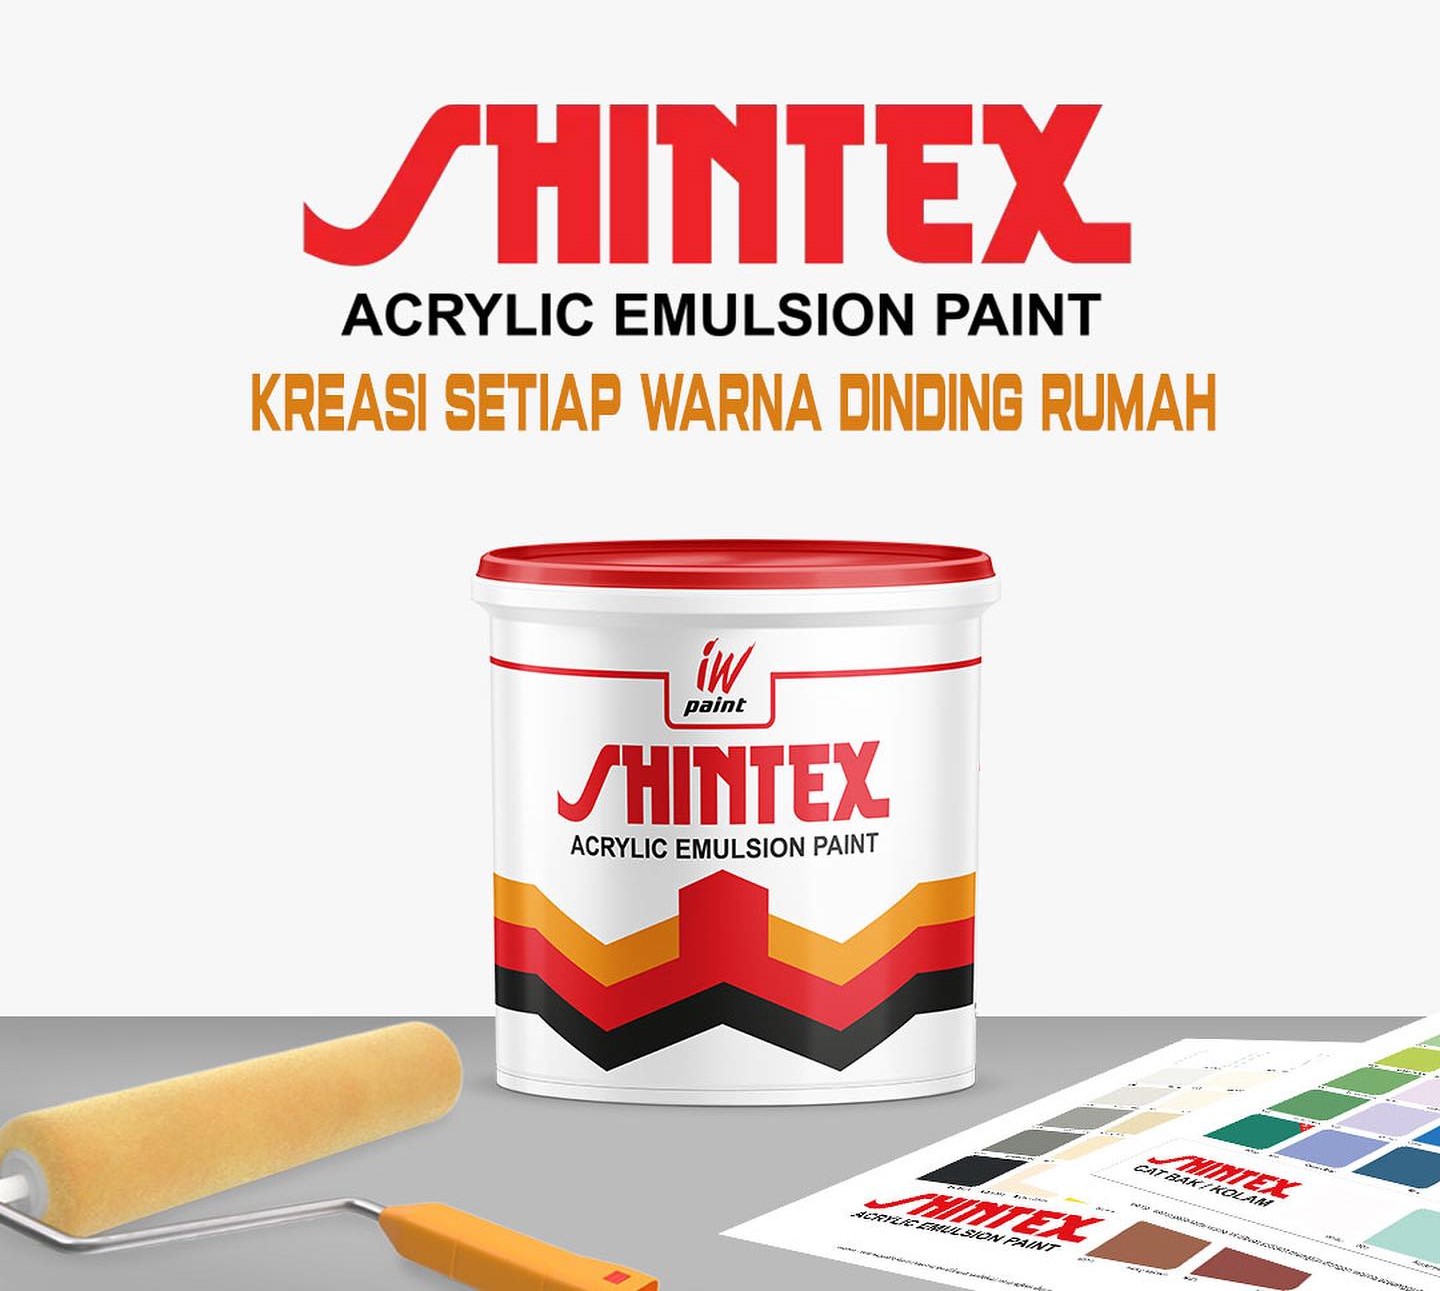 SHINTEX
ACRYLIC EMULSION PAINT
KREASI SETIAP WARNA DINDING RUMAH
iW
paint
SHINTEX
ACRYLIC EMULSION PAINT
SHINTEX
CAT BAK / KOLAM
SHINTEX
ACRYLIC EMULSION PAINT